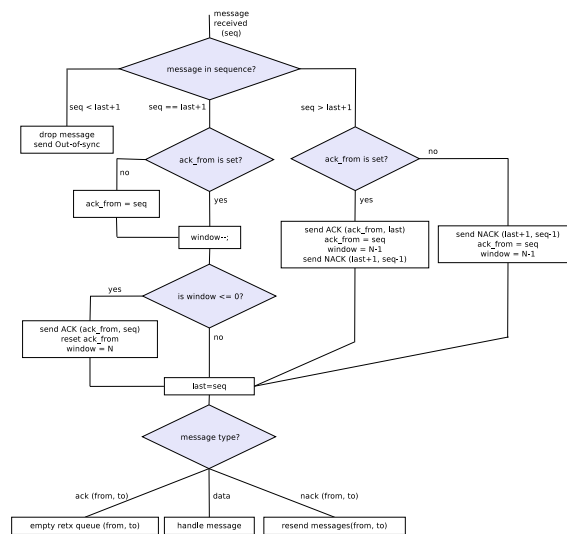 message
received
(seq)
message in sequence?
seq < last+1
seq == last+1
seq > last+1
drop message
send Out-of-sync
ack_from is set?
ack_from is set?
no
no
yes
yes
ack_from = seq
window--;
send ACK (ack_from, last)
ack_from = seq
window = N-1
send NACK (last+1, seq-1)
send NACK (last+1, seq-1)
ack_from = seq
window = N-1
is window <= 0?
yes
no
send ACK (ack_from, seq)
reset ack_from
window = N
last=seq
message type?
ack (from, to)
data
nack (from, to)
empty retx queue (from, to)
handle message
resend messages(from, to)